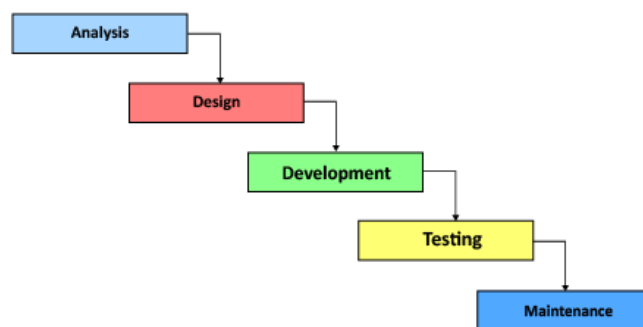 Analysis
Design
Development
Testing
Maintenance